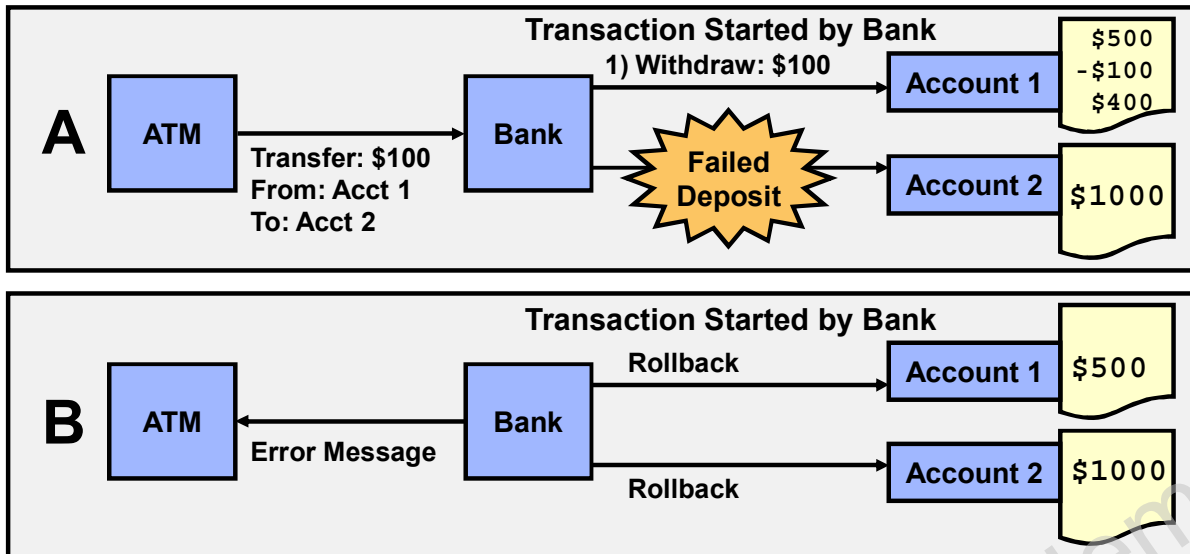 Transaction Started by Bank
1) Withdraw: $100
A
ATM
Transfer: $100
From: Acct 1
To: Acct 2
Bank
Failed
Deposit
Account 1
$500
-$100
$400
Account 2
$1000
Transaction Started by Bank
B
ATM
Error Message
Bank
Rollback
Rollback
Account 1
$500
Account 2
$1000